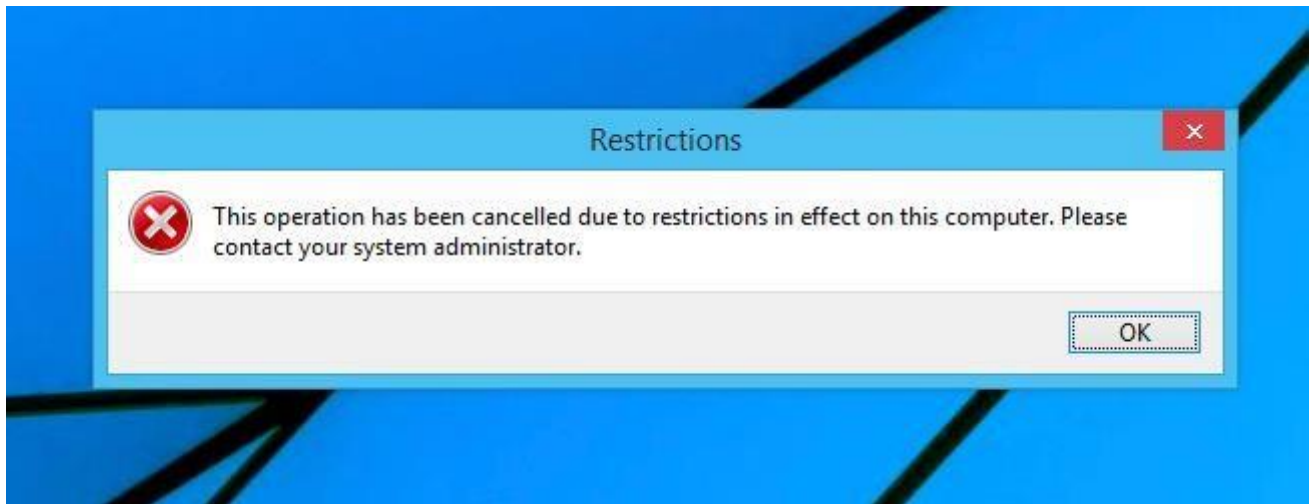 Restrictions
This operation has been cancelled due to restrictions in effect on this computer. Please
contact your system administrator.
OK